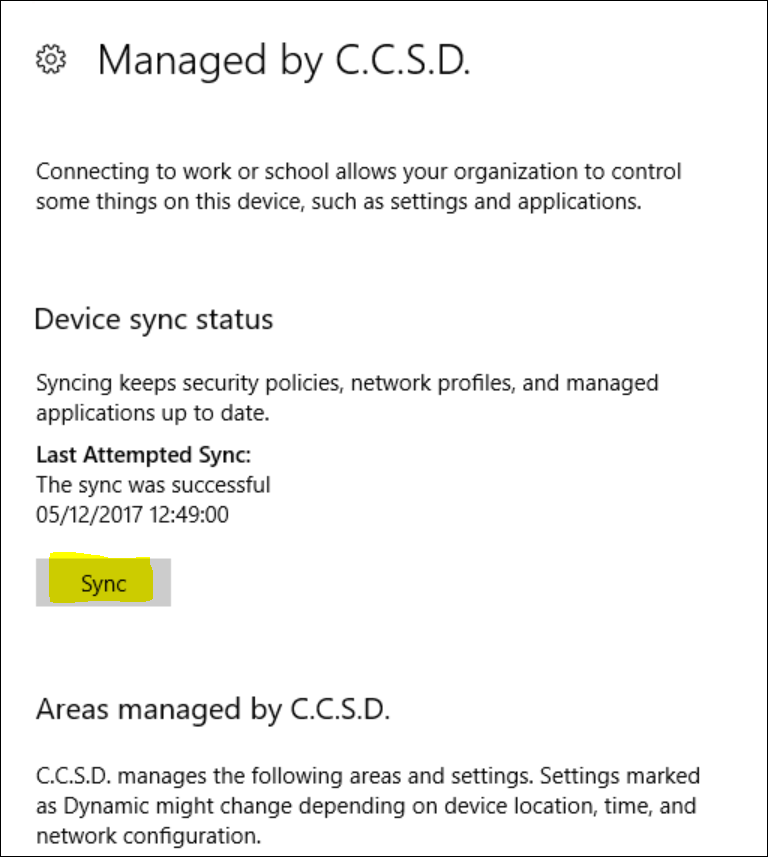 Managed by C.C.S.D.
Connecting to work or school allows your organization to control
some things on this device, such as settings and applications.
Device sync status
Syncing keeps security policies, network profiles, and managed
applications up to date.
Last Attempted Sync:
The sync was successful
05/12/2017 12:49:00
Sync
Areas managed by C.C.S.D.
C.C.S.D. manages the following areas and settings. Settings marked
as Dynamic might change depending on device location, time, and
network configuration.